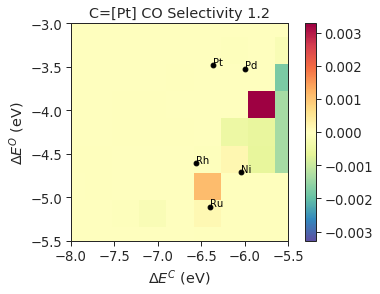 C=[Pt] CO Selectivity 1.2
−3.0
−3.5
−4.0
−4.5
−5.0
−5.5
ΔE^O (eV)
Pt
Pd
Rh
Ni
Ru
−8.0 −7.5 −7.0 −6.5 −6.0 −5.5
ΔE^C (eV)
0.003
0.002
0.001
0.000
−0.001
−0.002
−0.003